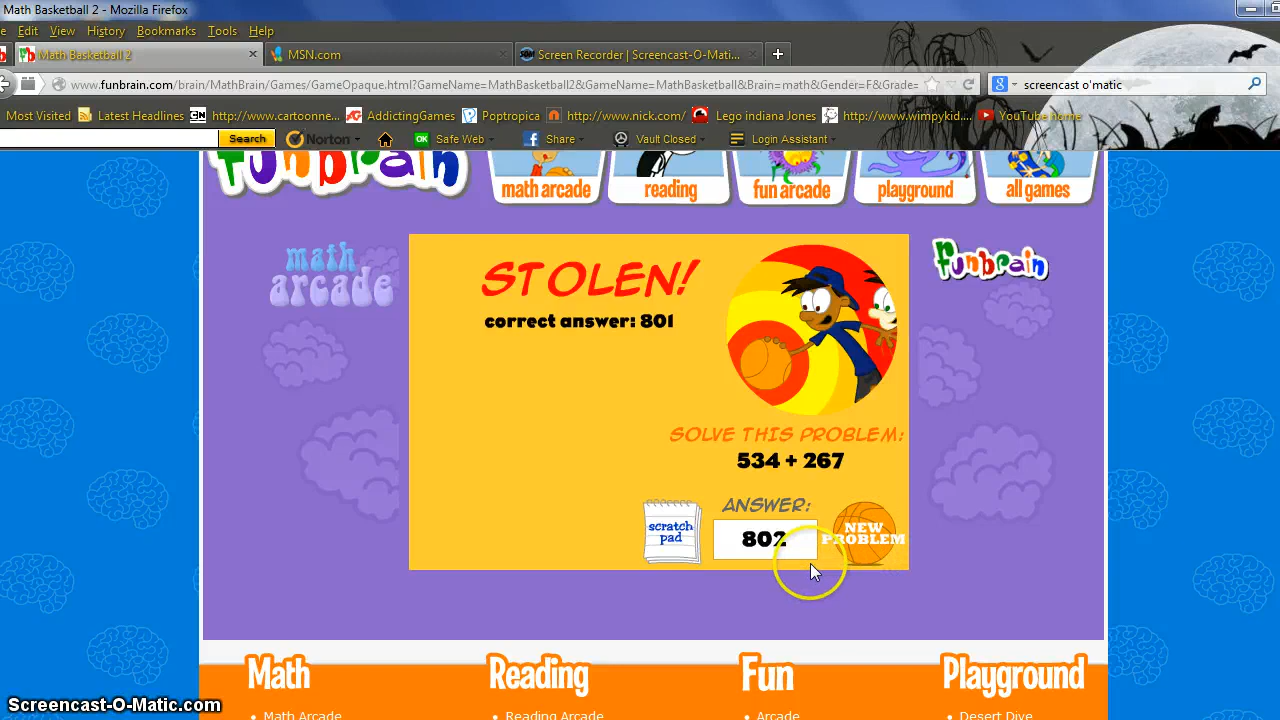 Math Basketball 2 - Mozilla Firefox
Edit View History Bookmarks Tools Help
Math Basketball 2 MSN.com Screen Recorder | Screencast-O-Mati...
www.funbrain.com/brain/MathBrain/Games/GameOpaque.html?GameName=MathBasketball2&GameName=MathBasketball&Brain=math&Gender=F&Grade= screencast o'matic
Most Visited Latest Headlines CN http://www.cartoonne... AG AddictingGames Poptropica http://www.nick.com/ Lego indiana Jones http://www.wimpykid.... YouTube home
Search Norton OK Safe Web Share Vault Closed Login Assistant
funbrain
math arcade reading fun arcade playground all games
math
arcade
funbrain
STOLEN!
correct answer: 801
SOLVE THIS PROBLEM:
534 + 267
ANSWER:
scratch
pad
802
NEW
PROBLEM
Math Reading Fun Playground
• Math Arcade • Reading Arcade • Arcade • Desert Dive
Screencast-O-Matic.com